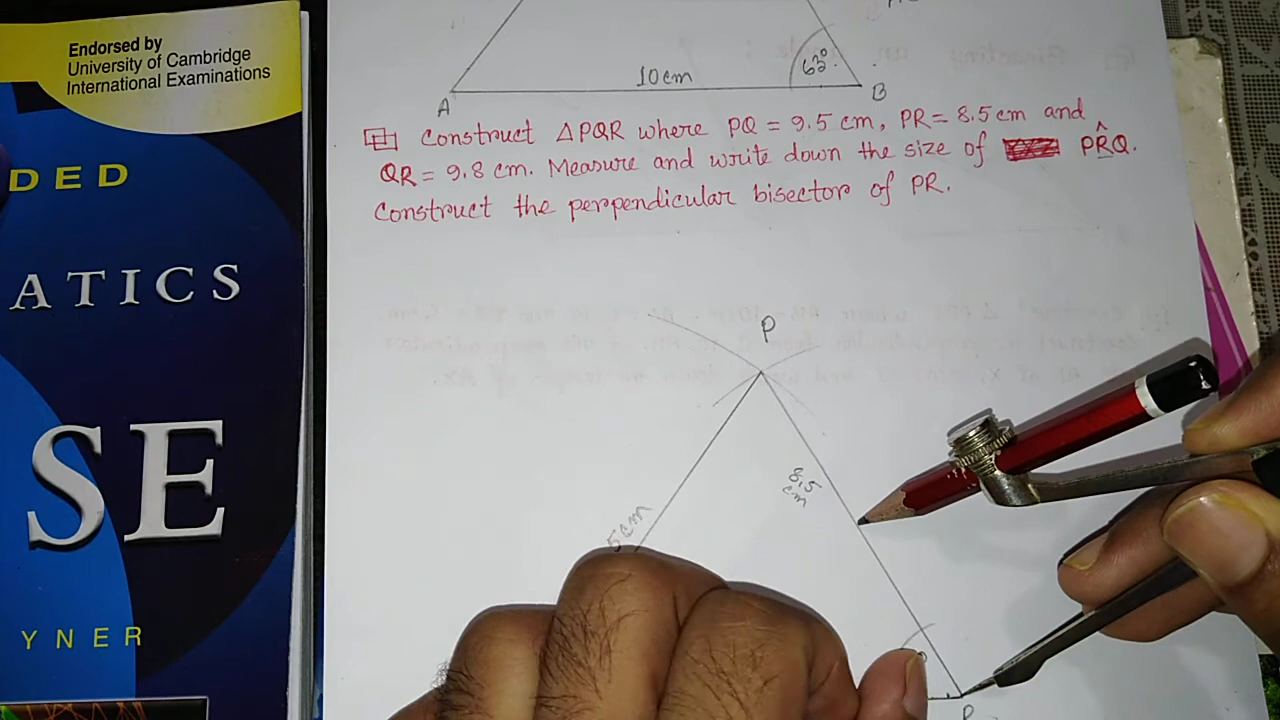 Endorsed by
University of Cambridge
International Examinations
DED
ATICS
SE
YNER
10cm
A
B
63°
Construct ΔPQR where PQ = 9.5 cm, PR = 8.5 cm and
QR = 9.8 cm. Measure and write down the size of PR̂Q.
Construct the perpendicular bisector of PR.
P
8.5
cm
5cm
R